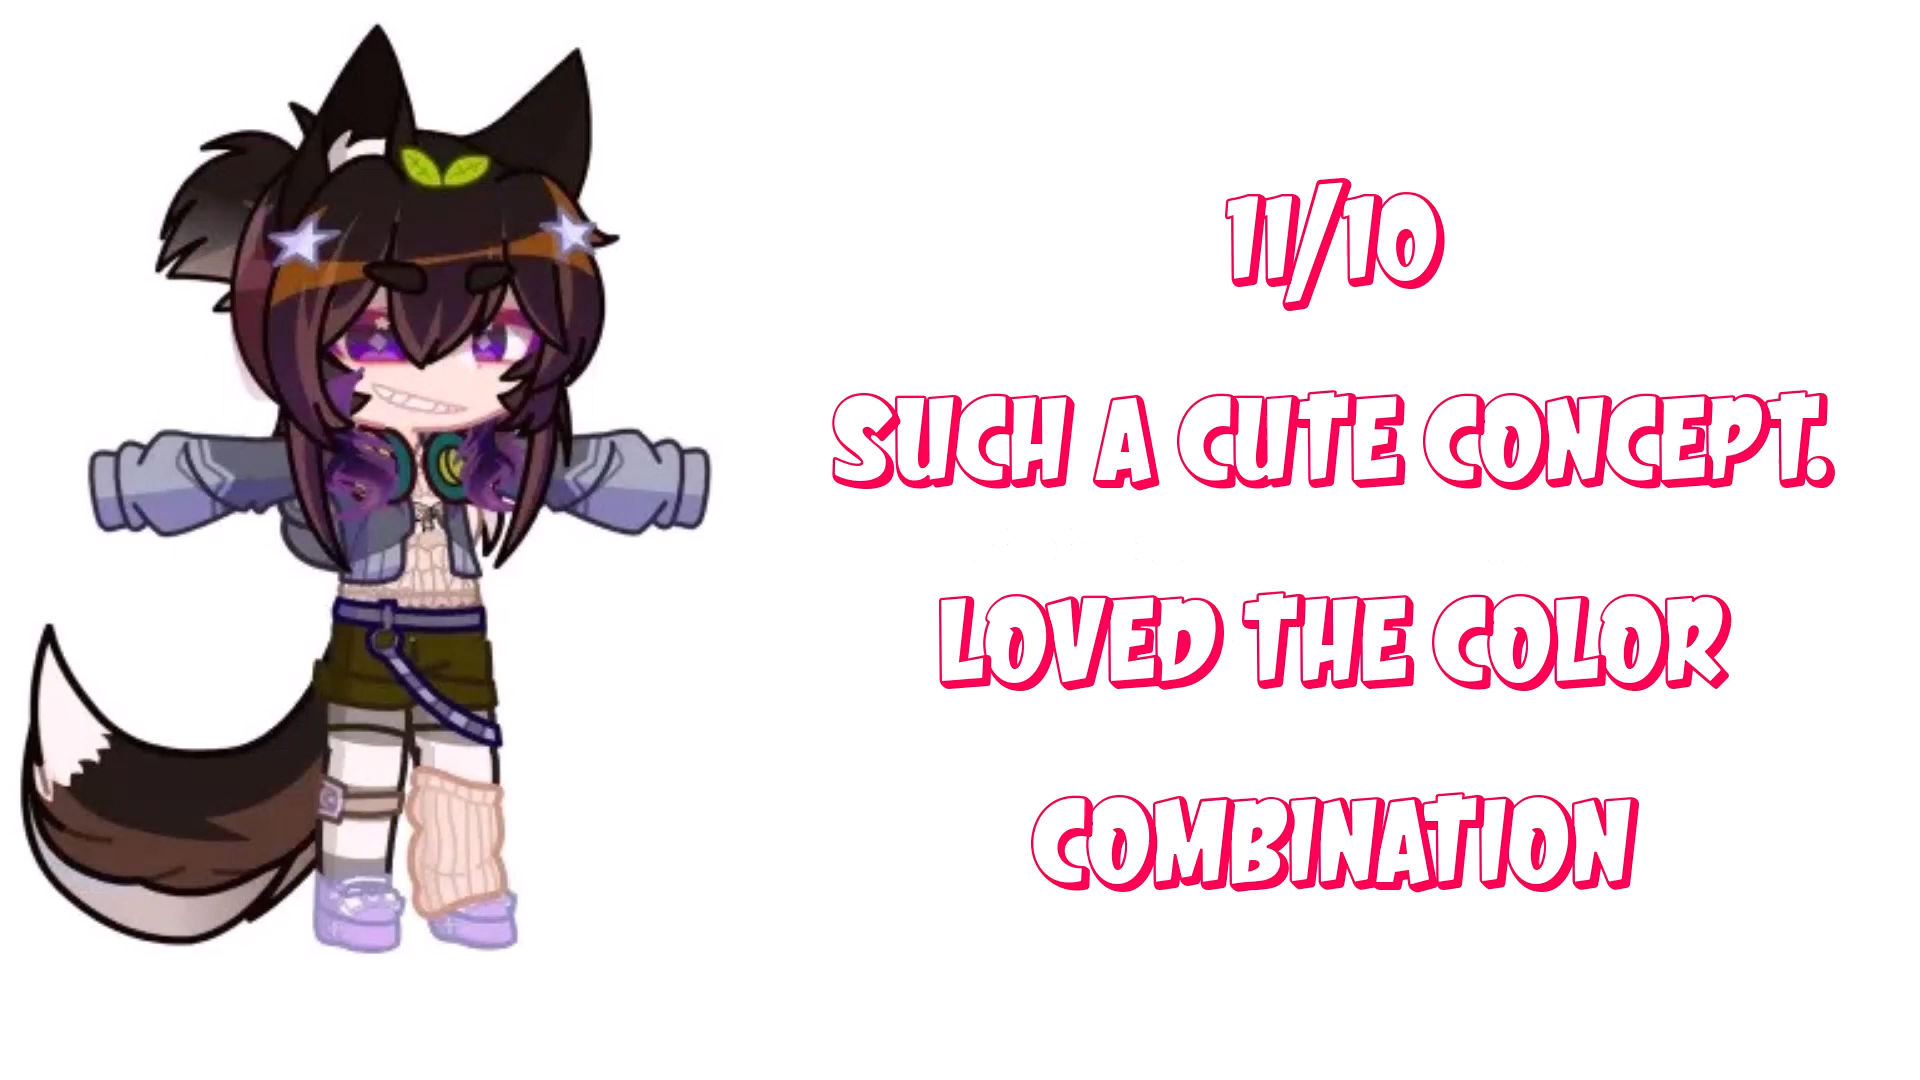 11/10
SUCH A CUTE CONCEPT.
LOVED THE COLOR
COMBINATION